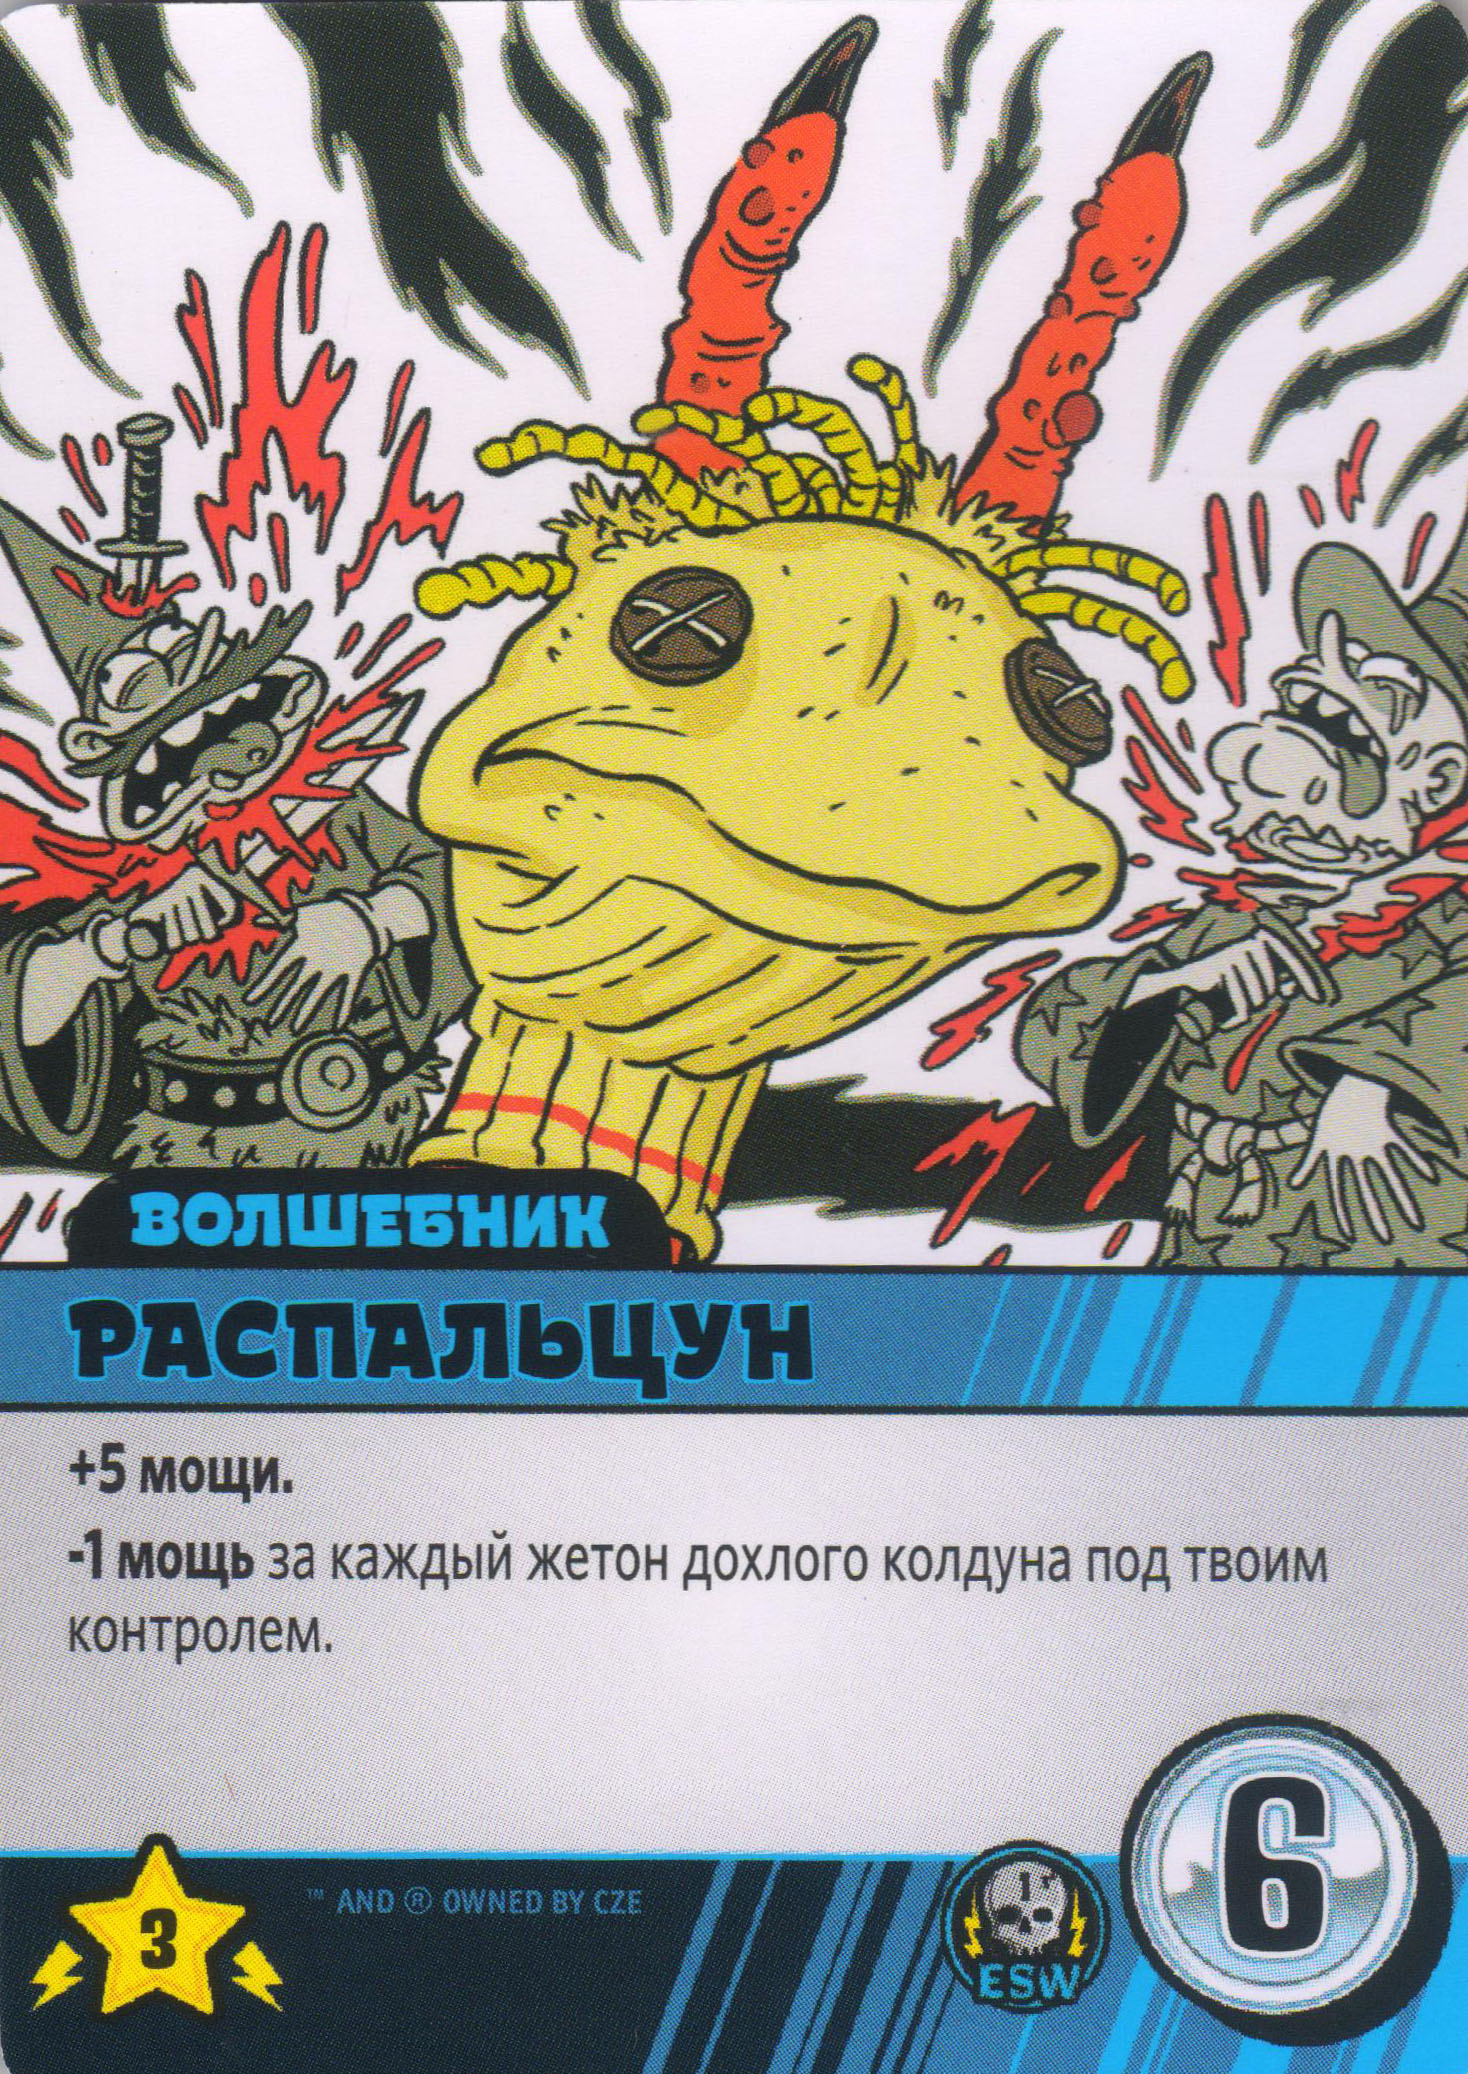 ВОЛШЕБНИК
РАСПАЛЬЦУН
+5 мощи.
-1 мощь за каждый жетон дохлого колдуна под твоим
контролем.
3
™ AND ® OWNED BY CZE
1
ESW
6